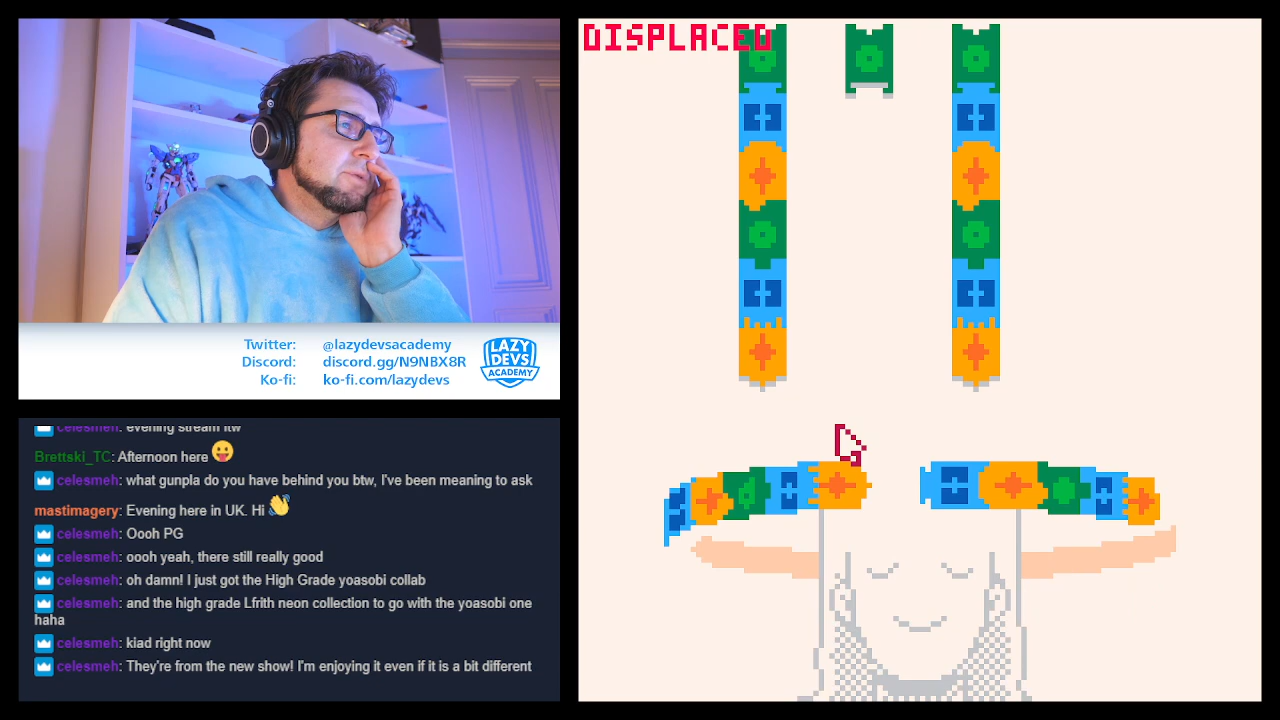 DISPLACED
Twitter: @lazydevsacademy
Discord: discord.gg/N9NBX8R
Ko-fi: ko-fi.com/lazydevs
LAZY
DEVS
ACADEMY
celesmeh: evening stream ftw
Brettski_TC: Afternoon here
celesmeh: what gunpla do you have behind you btw, I've been meaning to ask
mastimagery: Evening here in UK. Hi
celesmeh: Oooh PG
celesmeh: oooh yeah, there still really good
celesmeh: oh damn! I just got the High Grade yoasobi collab
celesmeh: and the high grade Lfrith neon collection to go with the yoasobi one
haha
celesmeh: kiad right now
celesmeh: They're from the new show! I'm enjoying it even if it is a bit different